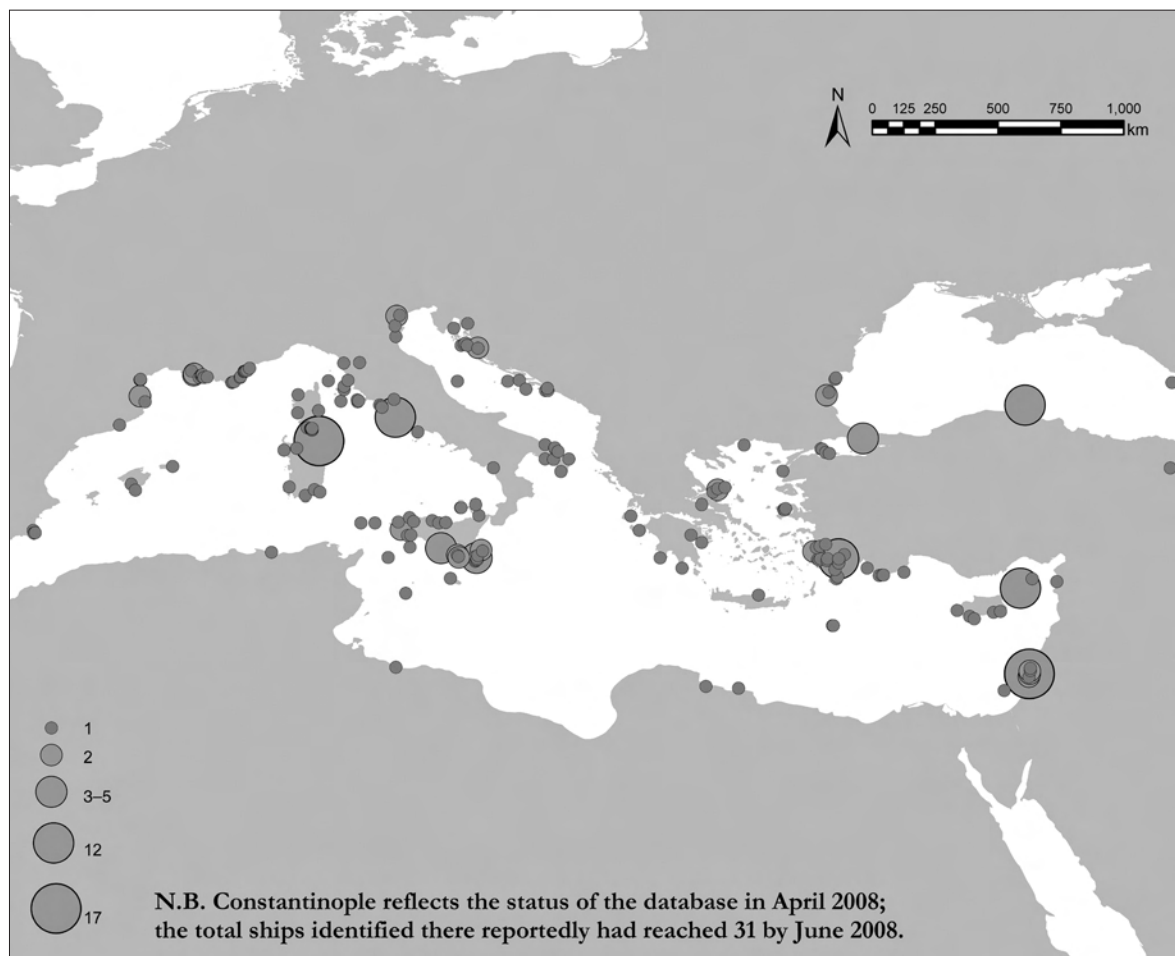 N
0 125 250 500 750 1,000
km
1
2
3–5
12
17
N.B. Constantinople reflects the status of the database in April 2008;
the total ships identified there reportedly had reached 31 by June 2008.